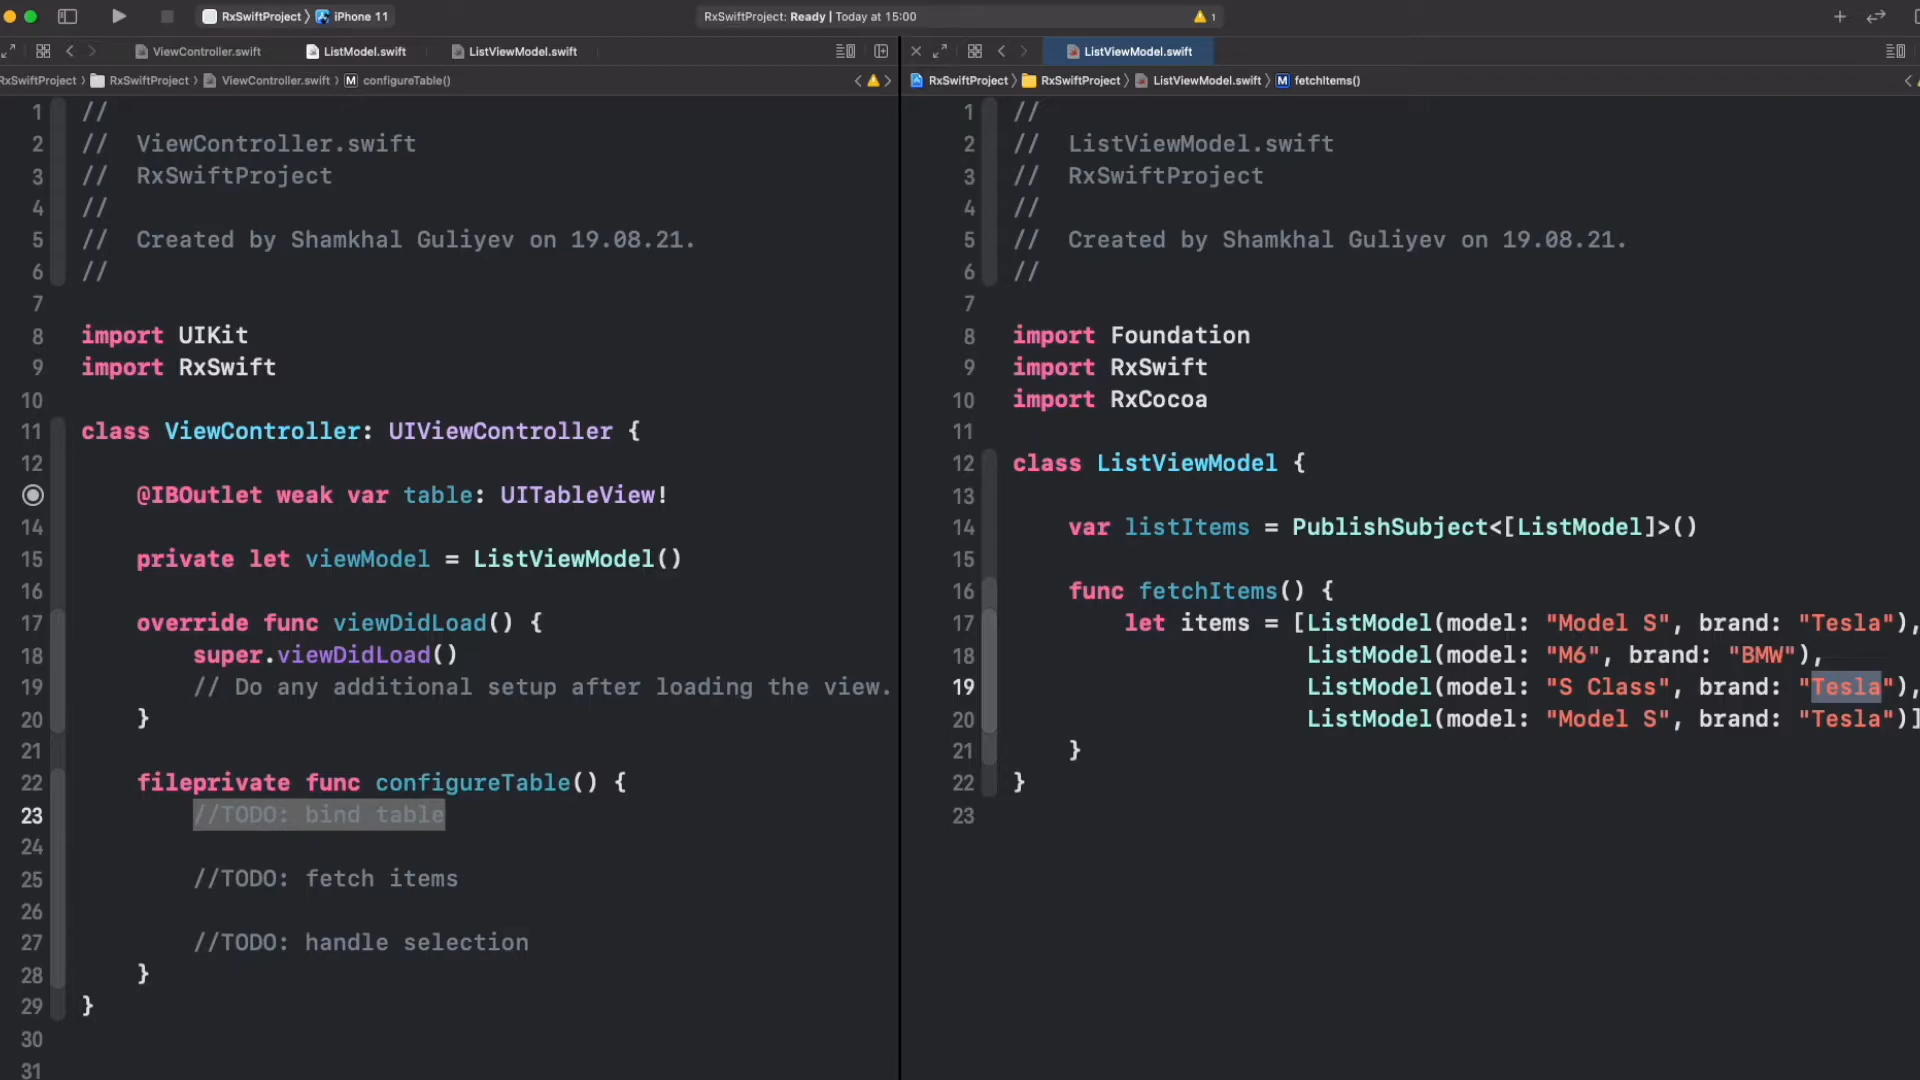 RxSwiftProject 〉 iPhone 11
RxSwiftProject: Ready | Today at 15:00
1
ViewController.swift
ListModel.swift
ListViewModel.swift
ListViewModel.swift
RxSwiftProject 〉 RxSwiftProject 〉 ViewController.swift 〉 M configureTable()
RxSwiftProject 〉 RxSwiftProject 〉 ListViewModel.swift 〉 M fetchItems()
1 //
2 //  ViewController.swift
3 //  RxSwiftProject
4 //
5 //  Created by Shamkhal Guliyev on 19.08.21.
6 //
7
8 import UIKit
9 import RxSwift
10
11 class ViewController: UIViewController {
12
@IBOutlet weak var table: UITableView!
14
15 private let viewModel = ListViewModel()
16
17 override func viewDidLoad() {
18 super.viewDidLoad()
19 // Do any additional setup after loading the view.
20 }
21
22 fileprivate func configureTable() {
23 //TODO: bind table
24
25 //TODO: fetch items
26
27 //TODO: handle selection
28 }
29 }
30
31
1 //
2 //  ListViewModel.swift
3 //  RxSwiftProject
4 //
5 //  Created by Shamkhal Guliyev on 19.08.21.
6 //
7
8 import Foundation
9 import RxSwift
10 import RxCocoa
11
12 class ListViewModel {
13
14 var listItems = PublishSubject<[ListModel]>()
15
16 func fetchItems() {
17 let items = [ListModel(model: "Model S", brand: "Tesla"),
18 ListModel(model: "M6", brand: "BMW"),
19 ListModel(model: "S Class", brand: "Tesla"),
20 ListModel(model: "Model S", brand: "Tesla")]
21 }
22 }
23